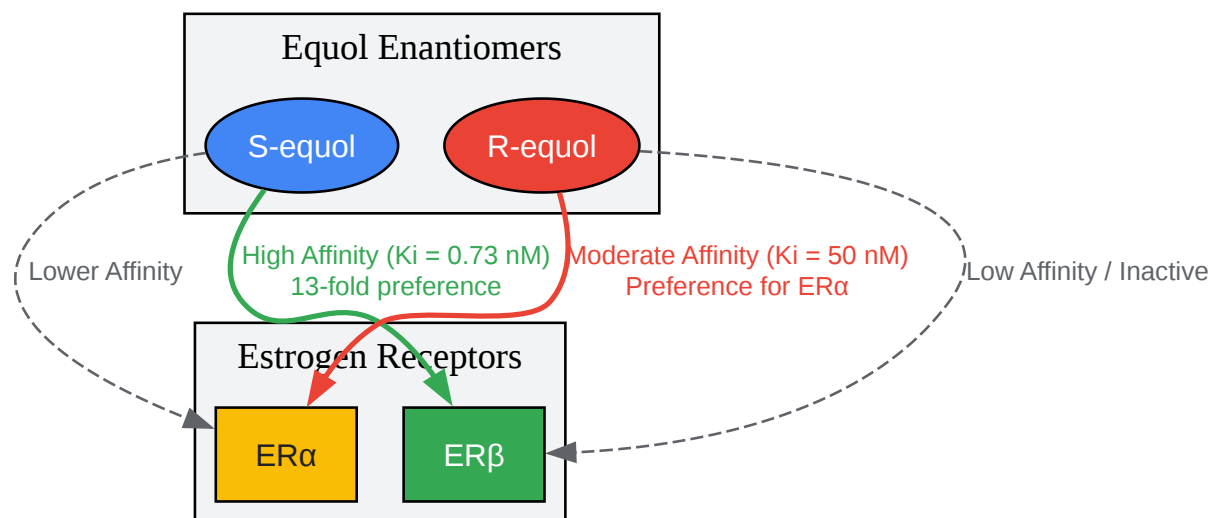 Equol Enantiomers
S-equol
R-equol
High Affinity (Ki = 0.73 nM)
13-fold preference
Moderate Affinity (Ki = 50 nM)
Preference for ERα
Lower Affinity
Low Affinity / Inactive
Estrogen Receptors
ERα
ERβ